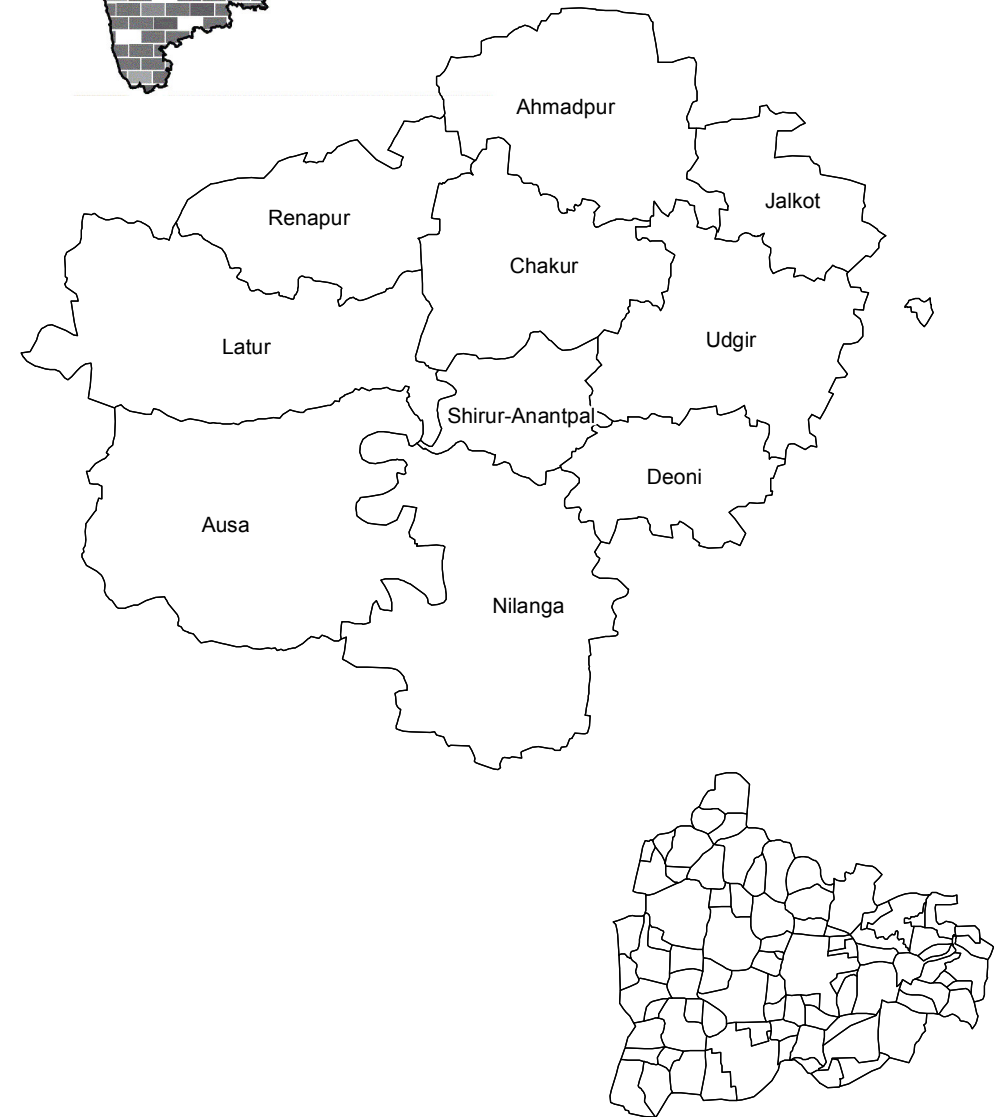 Ahmadpur
Jalkot
Renapur
Chakur
Udgir
Latur
Shirur-Anantpal
Deoni
Ausa
Nilanga